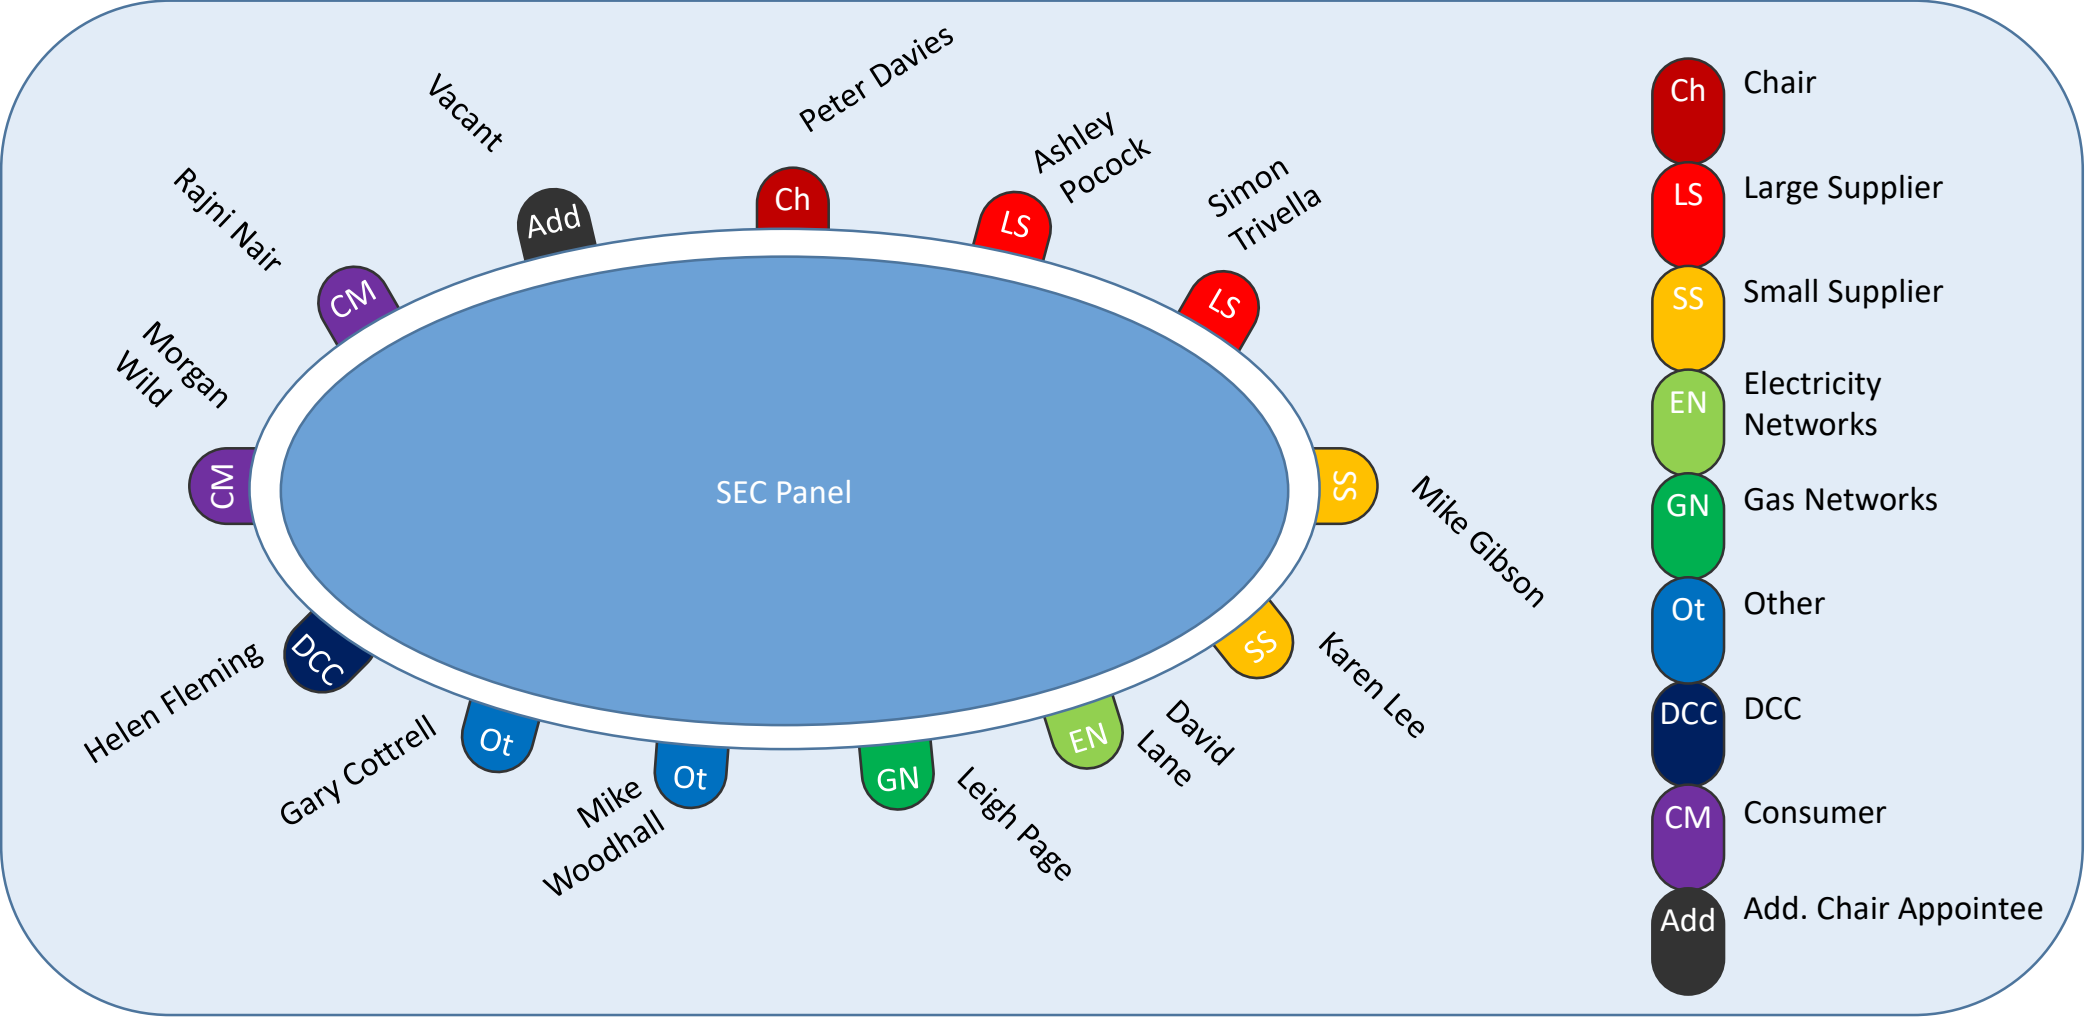 Vacant
Peter Davies
Ashley
Pocock
Simon
Trivella
Rajni Nair
Morgan
Wild
Helen Fleming
Gary Cottrell
Mike
Woodhall
Leigh Page
David
Lane
Karen Lee
Mike Gibson
Add
Ch
LS
LS
CM
CM
SS
SS
DCC
Ot
Ot
GN
EN
SEC Panel
Ch
Chair
LS
Large Supplier
SS
Small Supplier
EN
Electricity
Networks
GN
Gas Networks
Ot
Other
DCC
DCC
CM
Consumer
Add
Add. Chair Appointee